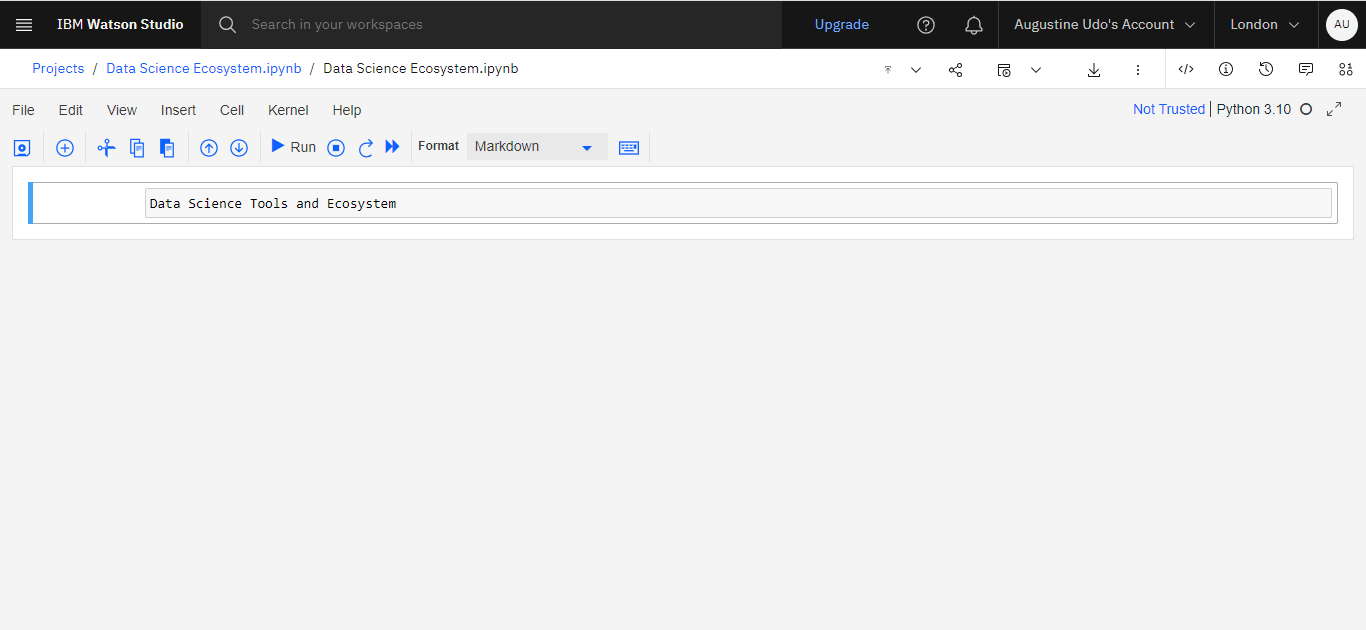 IBM Watson Studio Search in your workspaces Upgrade Augustine Udo's Account London AU
Projects / Data Science Ecosystem.ipynb / Data Science Ecosystem.ipynb
File Edit View Insert Cell Kernel Help Not Trusted | Python 3.10
Run Format Markdown
Data Science Tools and Ecosystem